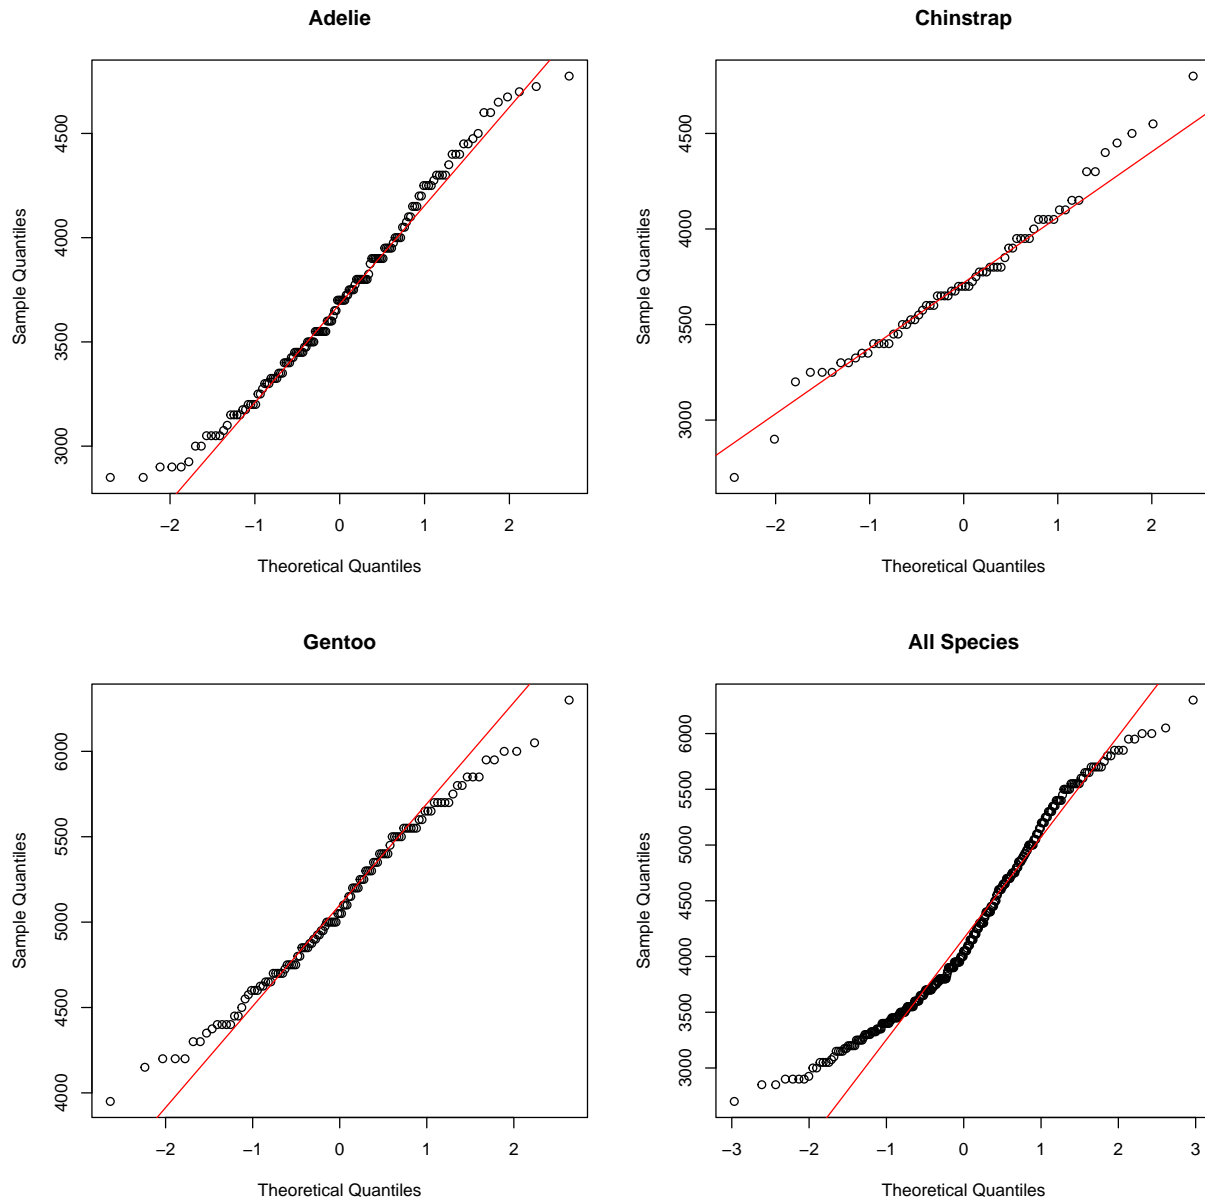 Adelie
Sample Quantiles
3000 3500 4000 4500
−2 −1 0 1 2
Theoretical Quantiles
Chinstrap
Sample Quantiles
3000 3500 4000 4500
−2 −1 0 1 2
Theoretical Quantiles
Gentoo
Sample Quantiles
4000 4500 5000 5500 6000
−2 −1 0 1 2
Theoretical Quantiles
All Species
Sample Quantiles
3000 3500 4000 4500 5000 5500 6000
−3 −2 −1 0 1 2 3
Theoretical Quantiles